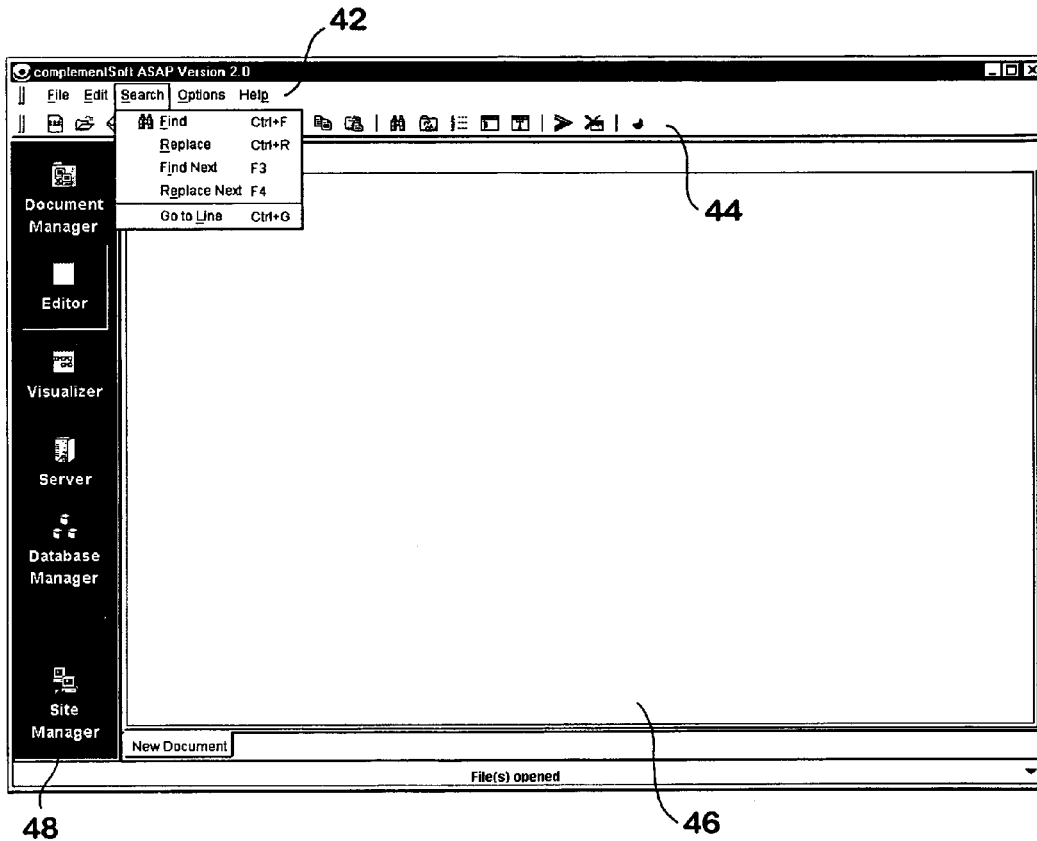 42
complementSoft ASAP Version 2.0
File Edit Search Options Help
Find Ctrl+F
Replace Ctrl+R
Find Next F3
Replace Next F4
Go to Line Ctrl+G
44
Document
Manager
Editor
Visualizer
Server
Database
Manager
Site
Manager
New Document
File(s) opened
48
46